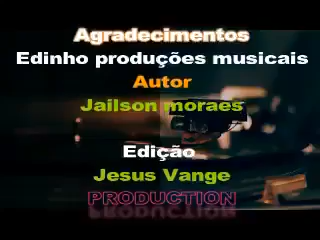 Agradecimentos
Edinho produções musicais
Autor
Jailson moraes
Edição
Jesus Vange
PRODUCTION